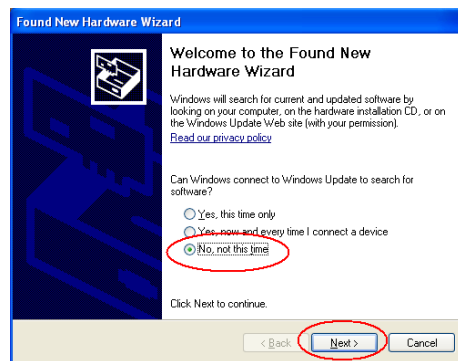 Found New Hardware Wizard
Welcome to the Found New
Hardware Wizard
Windows will search for current and updated software by
looking on your computer, on the hardware installation CD, or on
the Windows Update Web site (with your permission).
Read our privacy policy
Can Windows connect to Windows Update to search for
software?
Yes, this time only
Yes, now and every time I connect a device
No, not this time
Click Next to continue.
< Back Next > Cancel